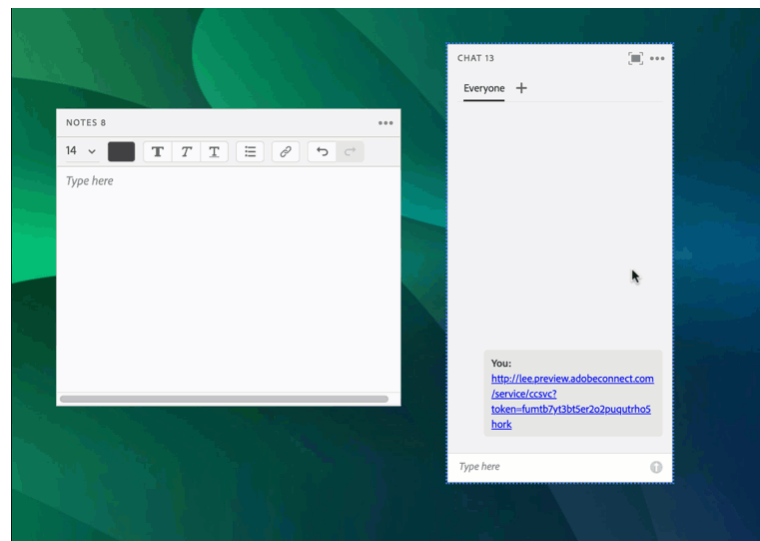 NOTES 8
14
T T T
Type here
CHAT 13
Everyone
You:
http://lee.preview.adobeconnect.com
/service/ccsvc?
token=fumtb7yt3bt5er2o2puqutrho5
hork
Type here